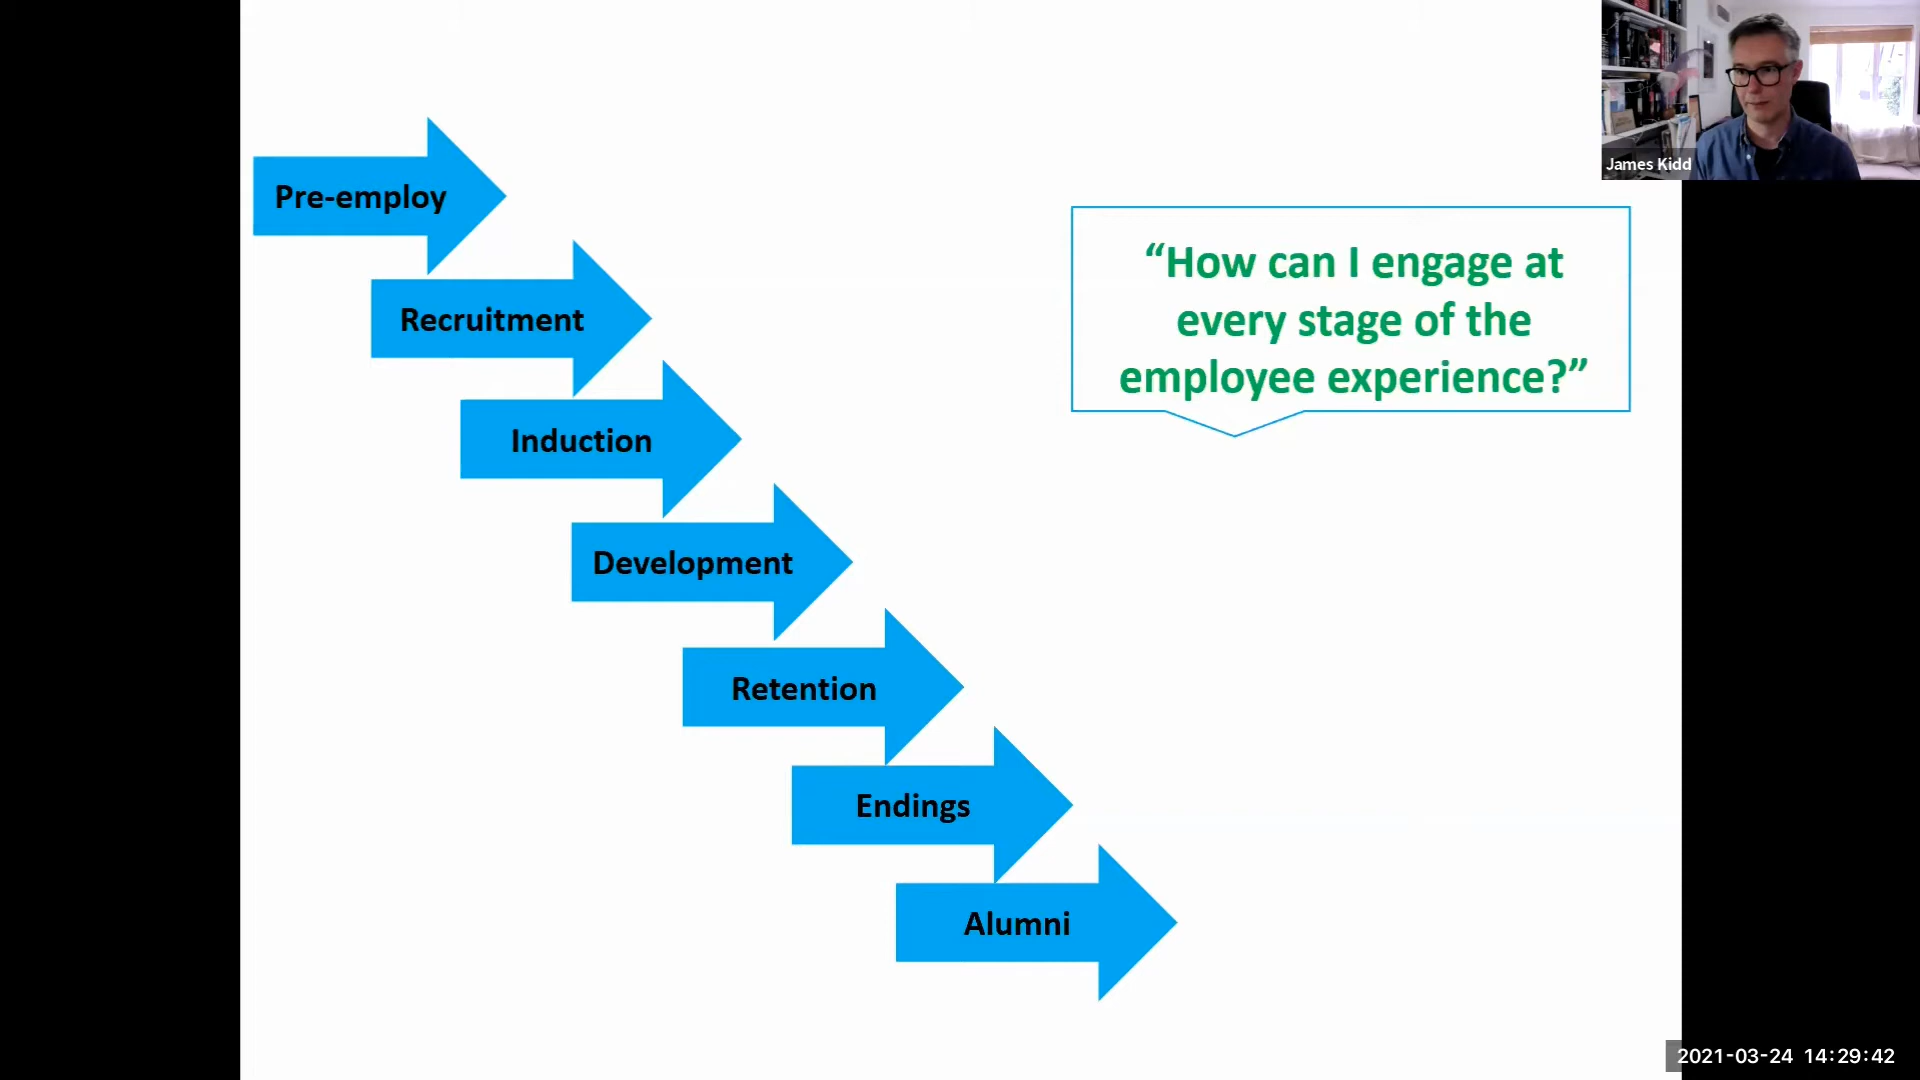 James Kidd
Pre-employ
Recruitment
Induction
Development
Retention
Endings
Alumni
“How can I engage at
every stage of the
employee experience?”
2021-03-24 14:29:42